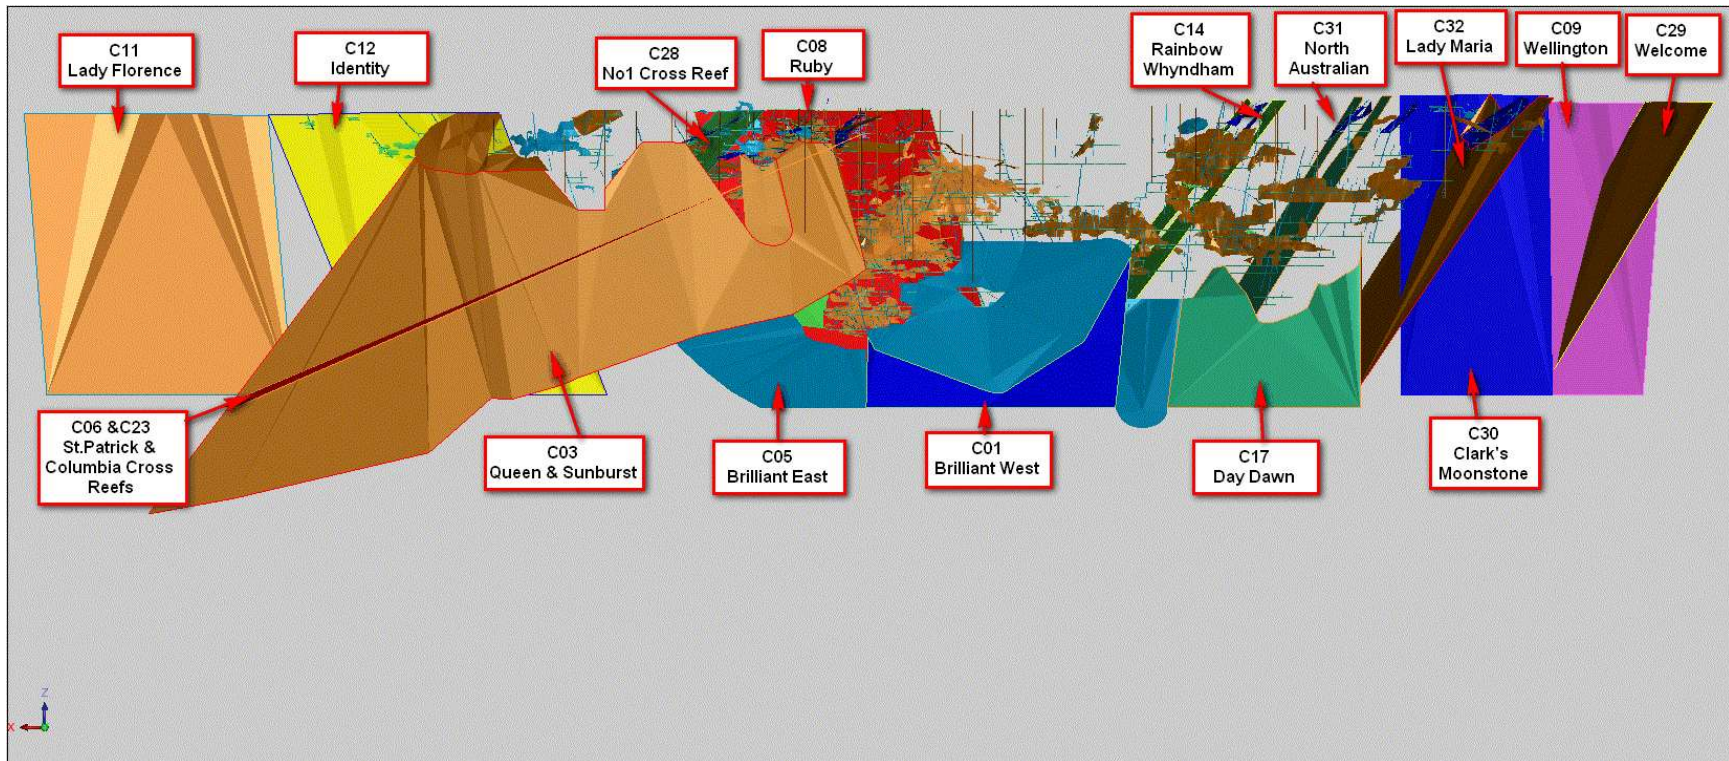 C11
Lady Florence
C12
Identity
C28
No1 Cross Reef
C08
Ruby
C14
Rainbow
Whyndham
C31
North
Australian
C32
Lady Maria
C09
Wellington
C29
Welcome
C06 &C23
St.Patrick &
Columbia Cross
Reefs
C03
Queen & Sunburst
C05
Brilliant East
C01
Brilliant West
C17
Day Dawn
C30
Clark's
Moonstone
Z
X